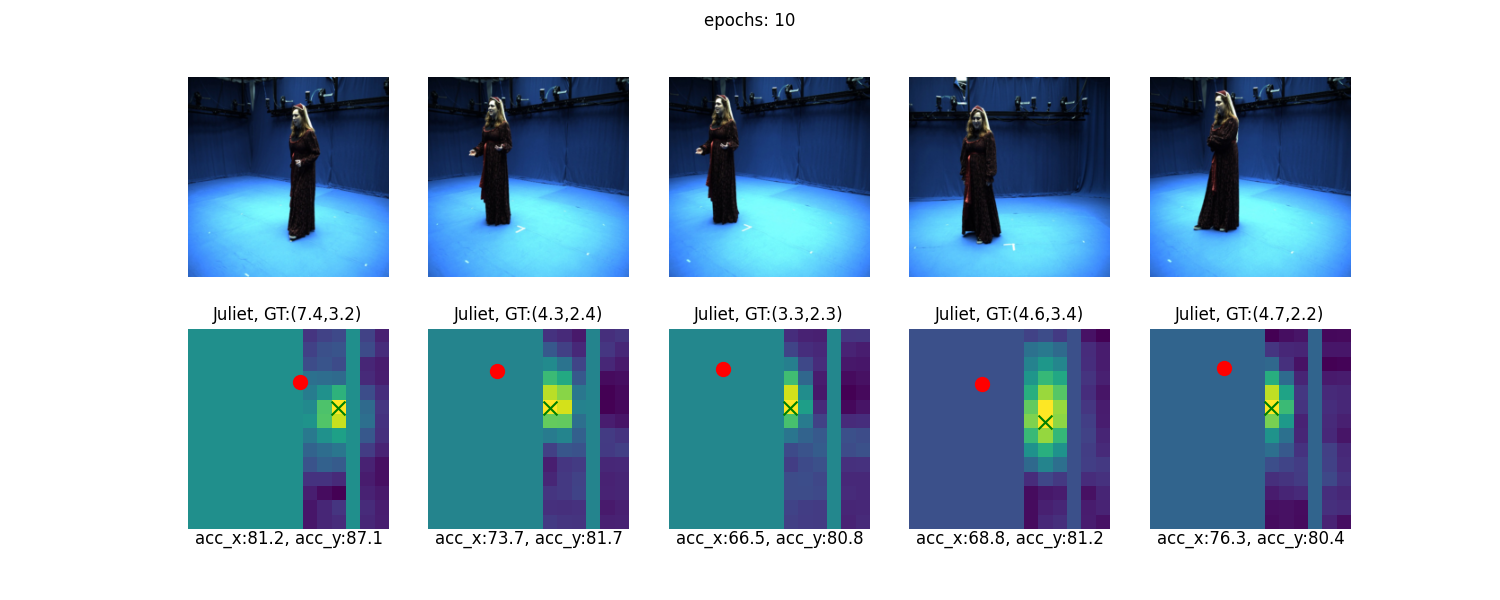 epochs: 10
Juliet, GT:(7.4,3.2)
Juliet, GT:(4.3,2.4)
Juliet, GT:(3.3,2.3)
Juliet, GT:(4.6,3.4)
Juliet, GT:(4.7,2.2)
acc_x:81.2, acc_y:87.1
acc_x:73.7, acc_y:81.7
acc_x:66.5, acc_y:80.8
acc_x:68.8, acc_y:81.2
acc_x:76.3, acc_y:80.4